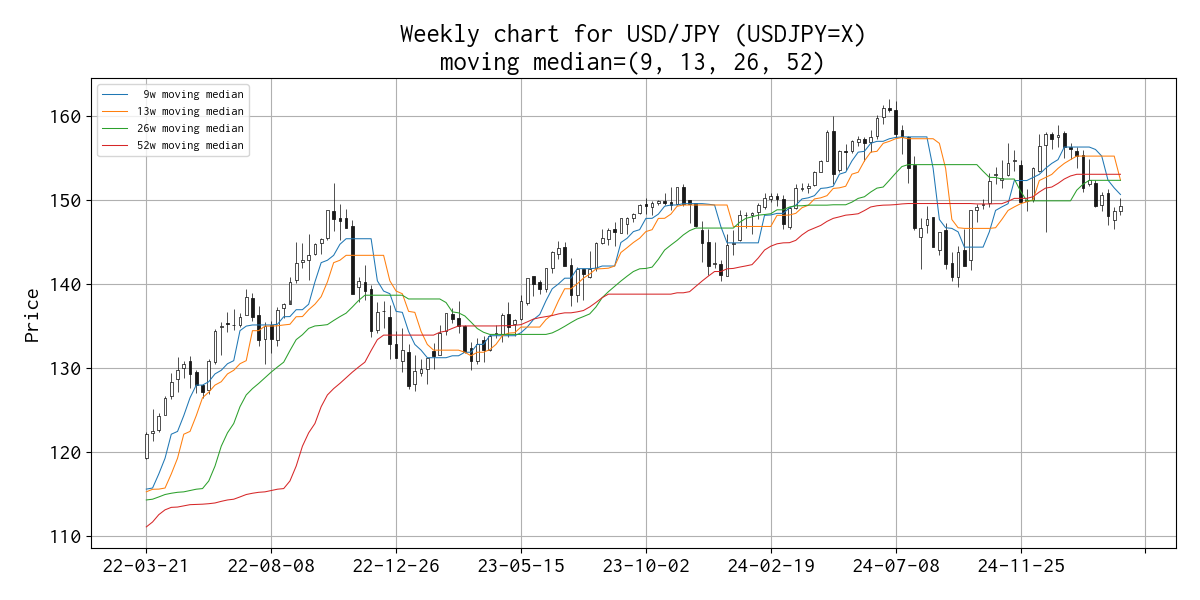 Weekly chart for USD/JPY (USDJPY=X)
moving median=(9, 13, 26, 52)
9w moving median
13w moving median
26w moving median
52w moving median
Price
160
150
140
130
120
110
22-03-21 22-08-08 22-12-26 23-05-15 23-10-02 24-02-19 24-07-08 24-11-25